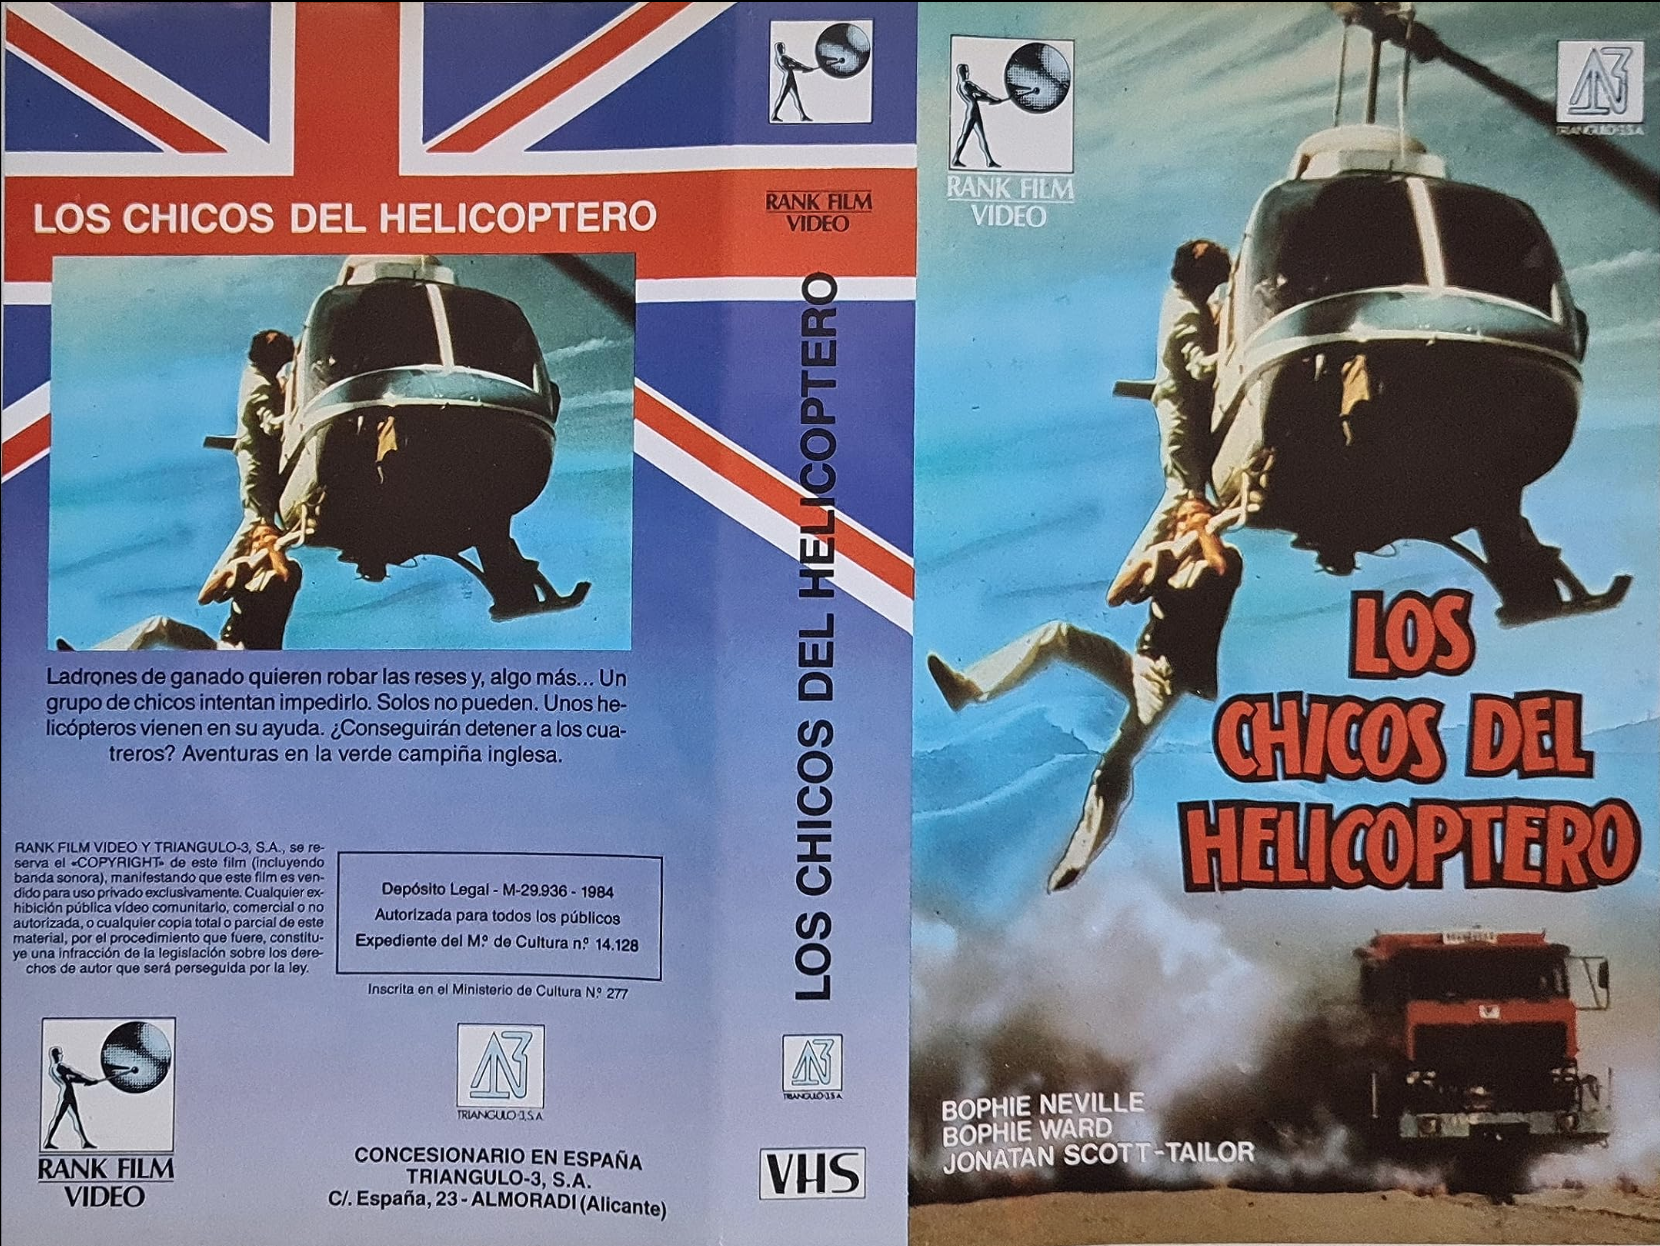 LOS CHICOS DEL HELICOPTERO
Ladrones de ganado quieren robar las reses y, algo más... Un
grupo de chicos intentan impedirlo. Solos no pueden. Unos he-
licópteros vienen en su ayuda. ¿Conseguirán detener a los cua-
treros? Aventuras en la verde campiña inglesa.
RANK FILM VIDEO Y TRIANGULO-3, S.A., se re-
serva el «COPYRIGHT» de este film (incluyendo
banda sonora), manifestando que este film es ven-
dido para uso privado exclusivamente. Cualquier ex-
hibición pública vídeo comunitario, comercial o no
autorizada, o cualquier copia total o parcial de este
material, por el procedimiento que fuere, constitu-
ye una infracción de la legislación sobre los dere-
chos de autor que será perseguida por la ley.
Depósito Legal - M-29.936 - 1984
Autorizada para todos los públicos
Expediente del M.º de Cultura n.º 14.128
Inscrita en el Ministerio de Cultura N.º 277
RANK FILM
VIDEO
TRIANGULO-3, S.A.
CONCESIONARIO EN ESPAÑA
TRIANGULO-3, S.A.
C/. España, 23 - ALMORADI (Alicante)
RANK FILM
VIDEO
LOS CHICOS DEL HELICOPTERO
TRIANGULO-3, S.A.
VHS
RANK FILM
VIDEO
TRIANGULO-3, S.A.
LOS
CHICOS DEL
HELICOPTERO
BOPHIE NEVILLE
BOPHIE WARD
JONATAN SCOTT-TAILOR